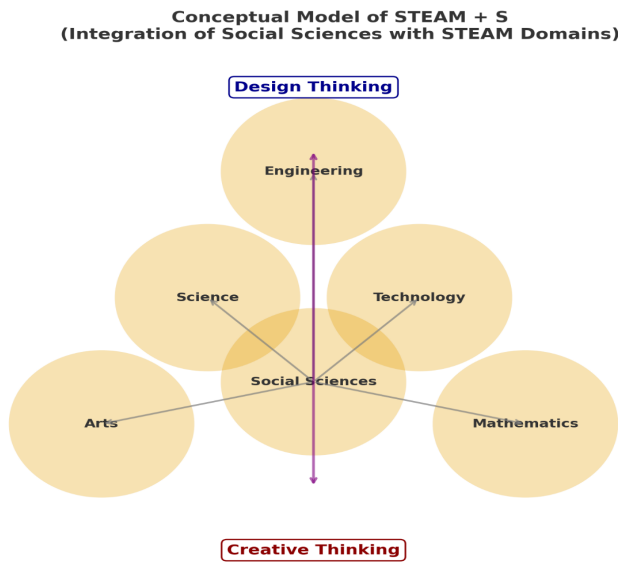 Conceptual Model of STEAM + S
(Integration of Social Sciences with STEAM Domains)
Design Thinking
Engineering
Science
Technology
Social Sciences
Arts
Mathematics
Creative Thinking